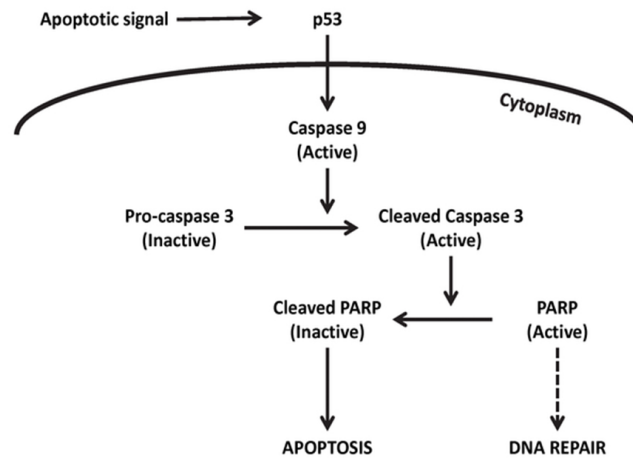 Apoptotic signal
p53
Cytoplasm
Caspase 9
(Active)
Pro-caspase 3
(Inactive)
Cleaved Caspase 3
(Active)
Cleaved PARP
(Inactive)
PARP
(Active)
APOPTOSIS
DNA REPAIR